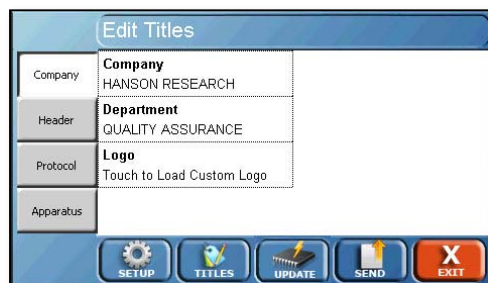 Edit Titles
Company
Header
Protocol
Apparatus
Company
HANSON RESEARCH
Department
QUALITY ASSURANCE
Logo
Touch to Load Custom Logo
SETUP
TITLES
UPDATE
SEND
X
EXIT